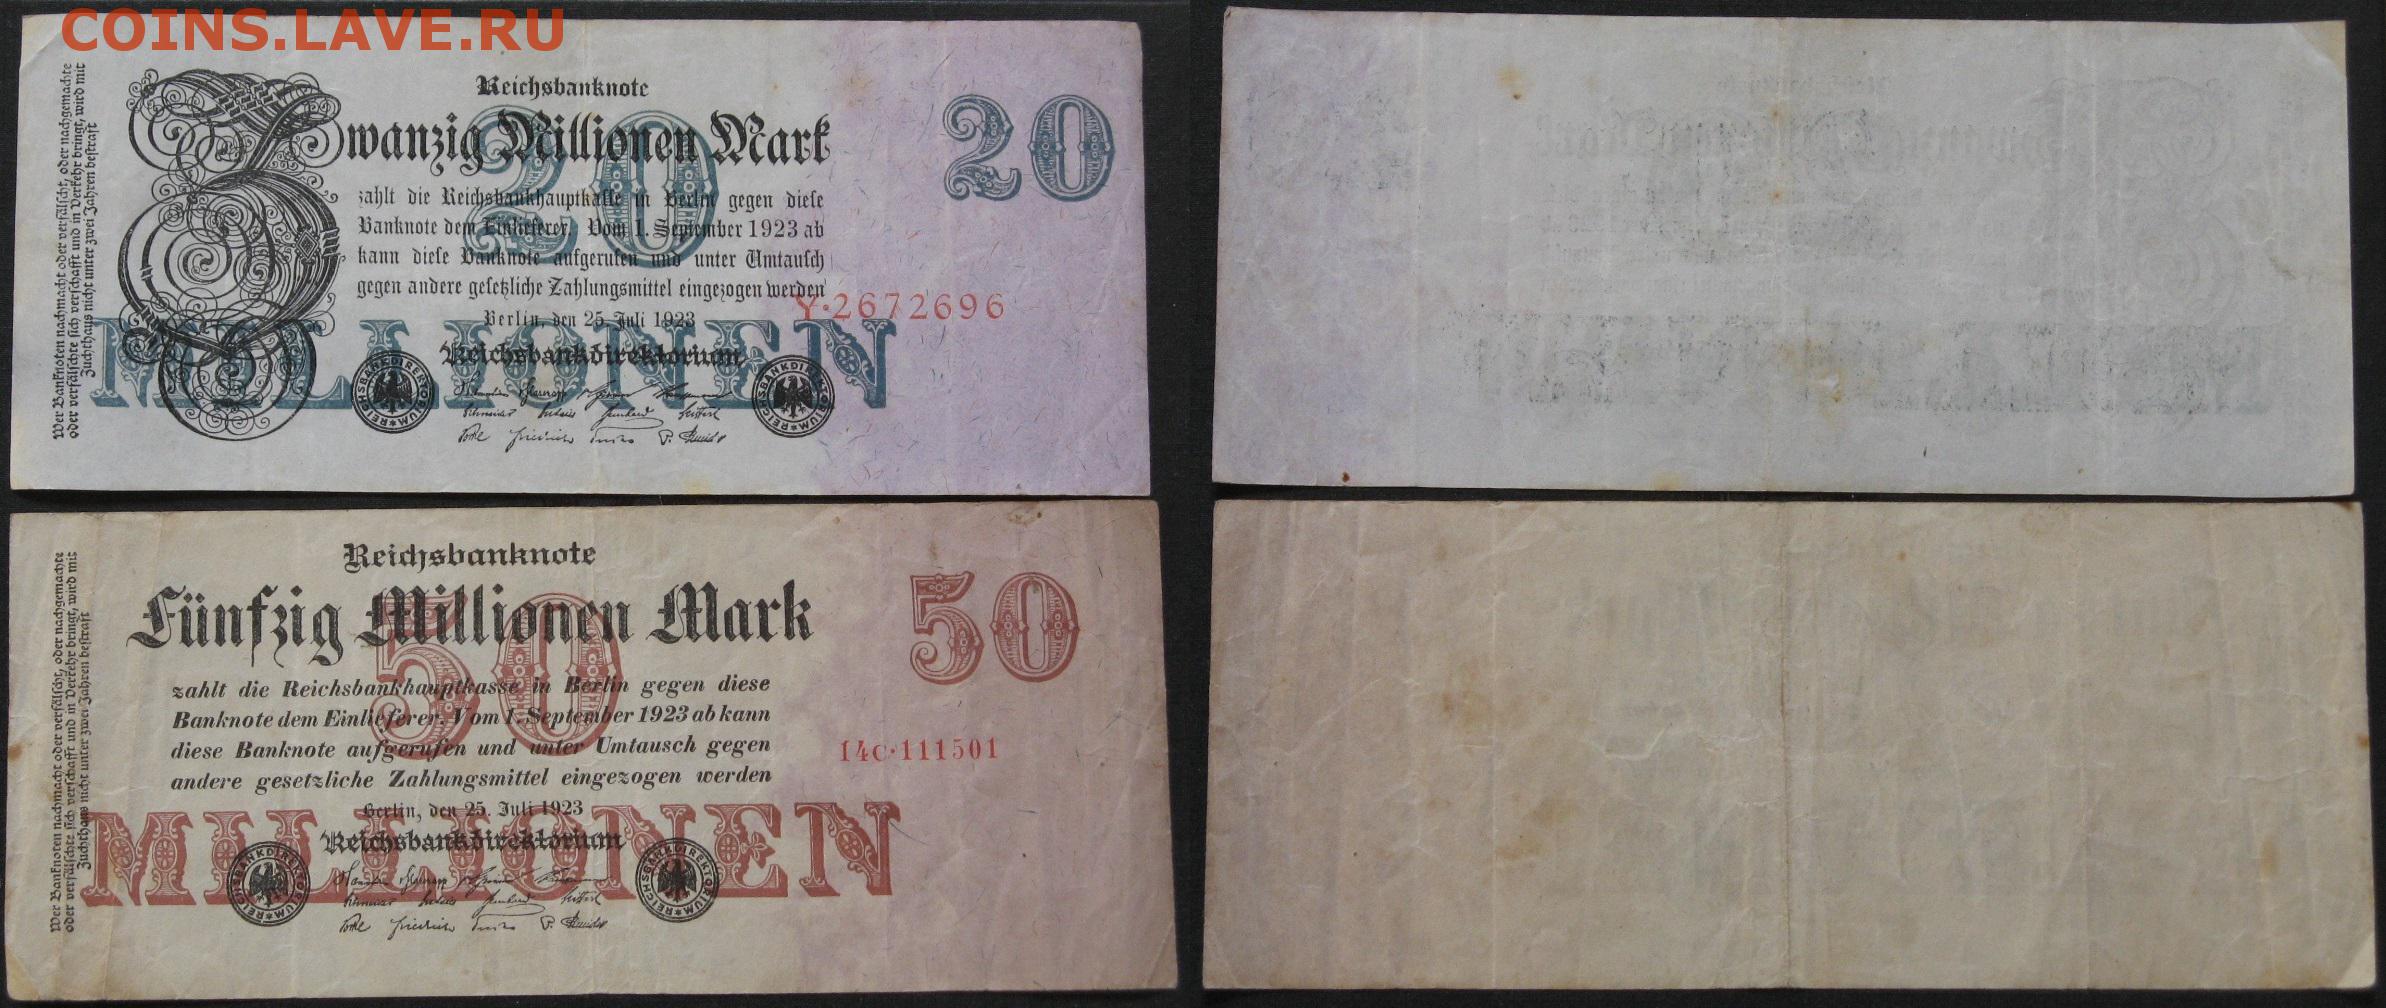 COINS.LAVE.RU
Wer Banknoten nachmacht oder verfälscht, oder nachgemachte
oder verfälschte sich verschafft und in Verkehr bringt, wird mit
Zuchthaus nicht unter zwei Jahren bestraft
Reichsbanknote
Zwanzig Millionen Mark
20
20
zahlt die Reichsbankhauptkasse in Berlin gegen diese
Banknote dem Einlieferer. Vom 1. September 1923 ab
kann diese Banknote aufgerufen und unter Umtausch
gegen andere gesetzliche Zahlungsmittel eingezogen werden
Y·2672696
Berlin, den 25. Juli 1923
MILLIONEN
Reichsbankdirektorium
REICHSBANKDIREKTORIUM
REICHSBANKDIREKTORIUM
Wer Banknoten nachmacht oder verfälscht, oder nachgemachte
oder verfälschte sich verschafft und in Verkehr bringt, wird mit
Zuchthaus nicht unter zwei Jahren bestraft
Reichsbanknote
Fünfzig Millionen Mark
50
50
zahlt die Reichsbankhauptkasse in Berlin gegen diese
Banknote dem Einlieferer. Vom 1. September 1923 ab kann
diese Banknote aufgerufen und unter Umtausch gegen
andere gesetzliche Zahlungsmittel eingezogen werden
14C·111501
Berlin, den 25. Juli 1923
MILLIONEN
Reichsbankdirektorium
REICHSBANKDIREKTORIUM
REICHSBANKDIREKTORIUM